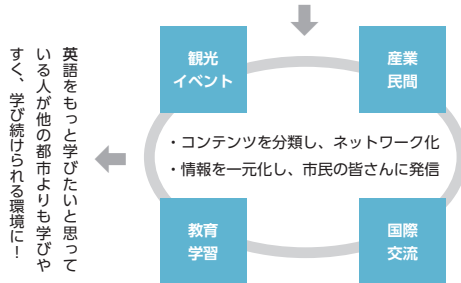 観光
イベント
産業
民間
・コンテンツを分類し、ネットワーク化
・情報を一元化し、市民の皆さんに発信
教育
学習
国際
交流
英語をもっと学びたいと思って
いる人が他の都市よりも学びや
すく、学び続けられる環境に！